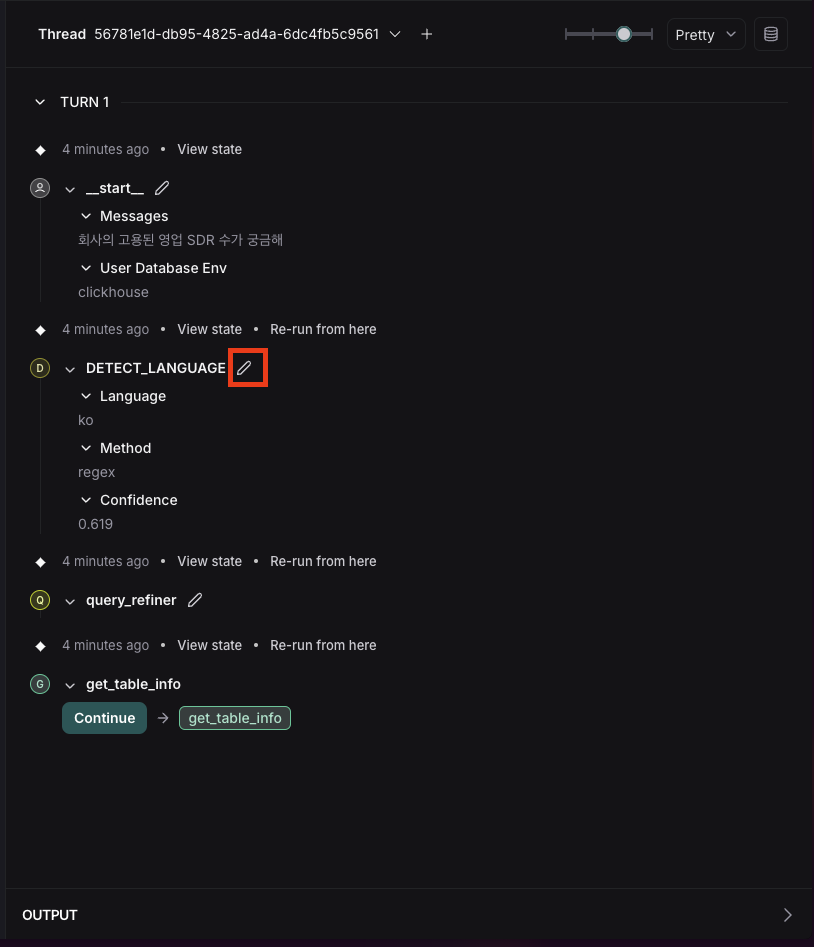 Thread 56781e1d-db95-4825-ad4a-6dc4fb5c9561
Pretty
TURN 1
4 minutes ago • View state
__start__
Messages
회사의 고용된 영업 SDR 수가 궁금해
User Database Env
clickhouse
4 minutes ago • View state • Re-run from here
D DETECT_LANGUAGE
Language
ko
Method
regex
Confidence
0.619
4 minutes ago • View state • Re-run from here
Q query_refiner
4 minutes ago • View state • Re-run from here
G get_table_info
Continue → get_table_info
OUTPUT